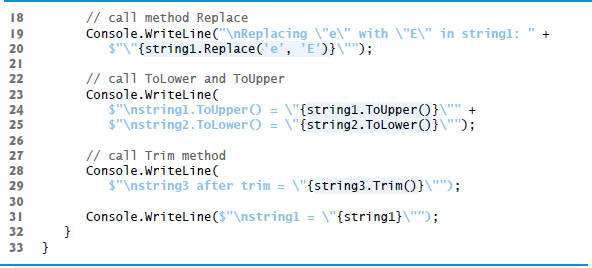 18 // call method Replace
19 Console.WriteLine("\nReplacing \"e\" with \"E\" in string1: " +
20 $"\"{string1.Replace('e', 'E')}\"");
21
22 // call ToLower and ToUpper
23 Console.WriteLine(
24 $"\nstring1.ToUpper() = \"{string1.ToUpper()}\"" +
25 $"\nstring2.ToLower() = \"{string2.ToLower()}\"");
26
27 // call Trim method
28 Console.WriteLine(
29 $"\nstring3 after trim = \"{string3.Trim()}\"");
30
31 Console.WriteLine($"\nstring1 = \"{string1}\"");
32 }
33 }